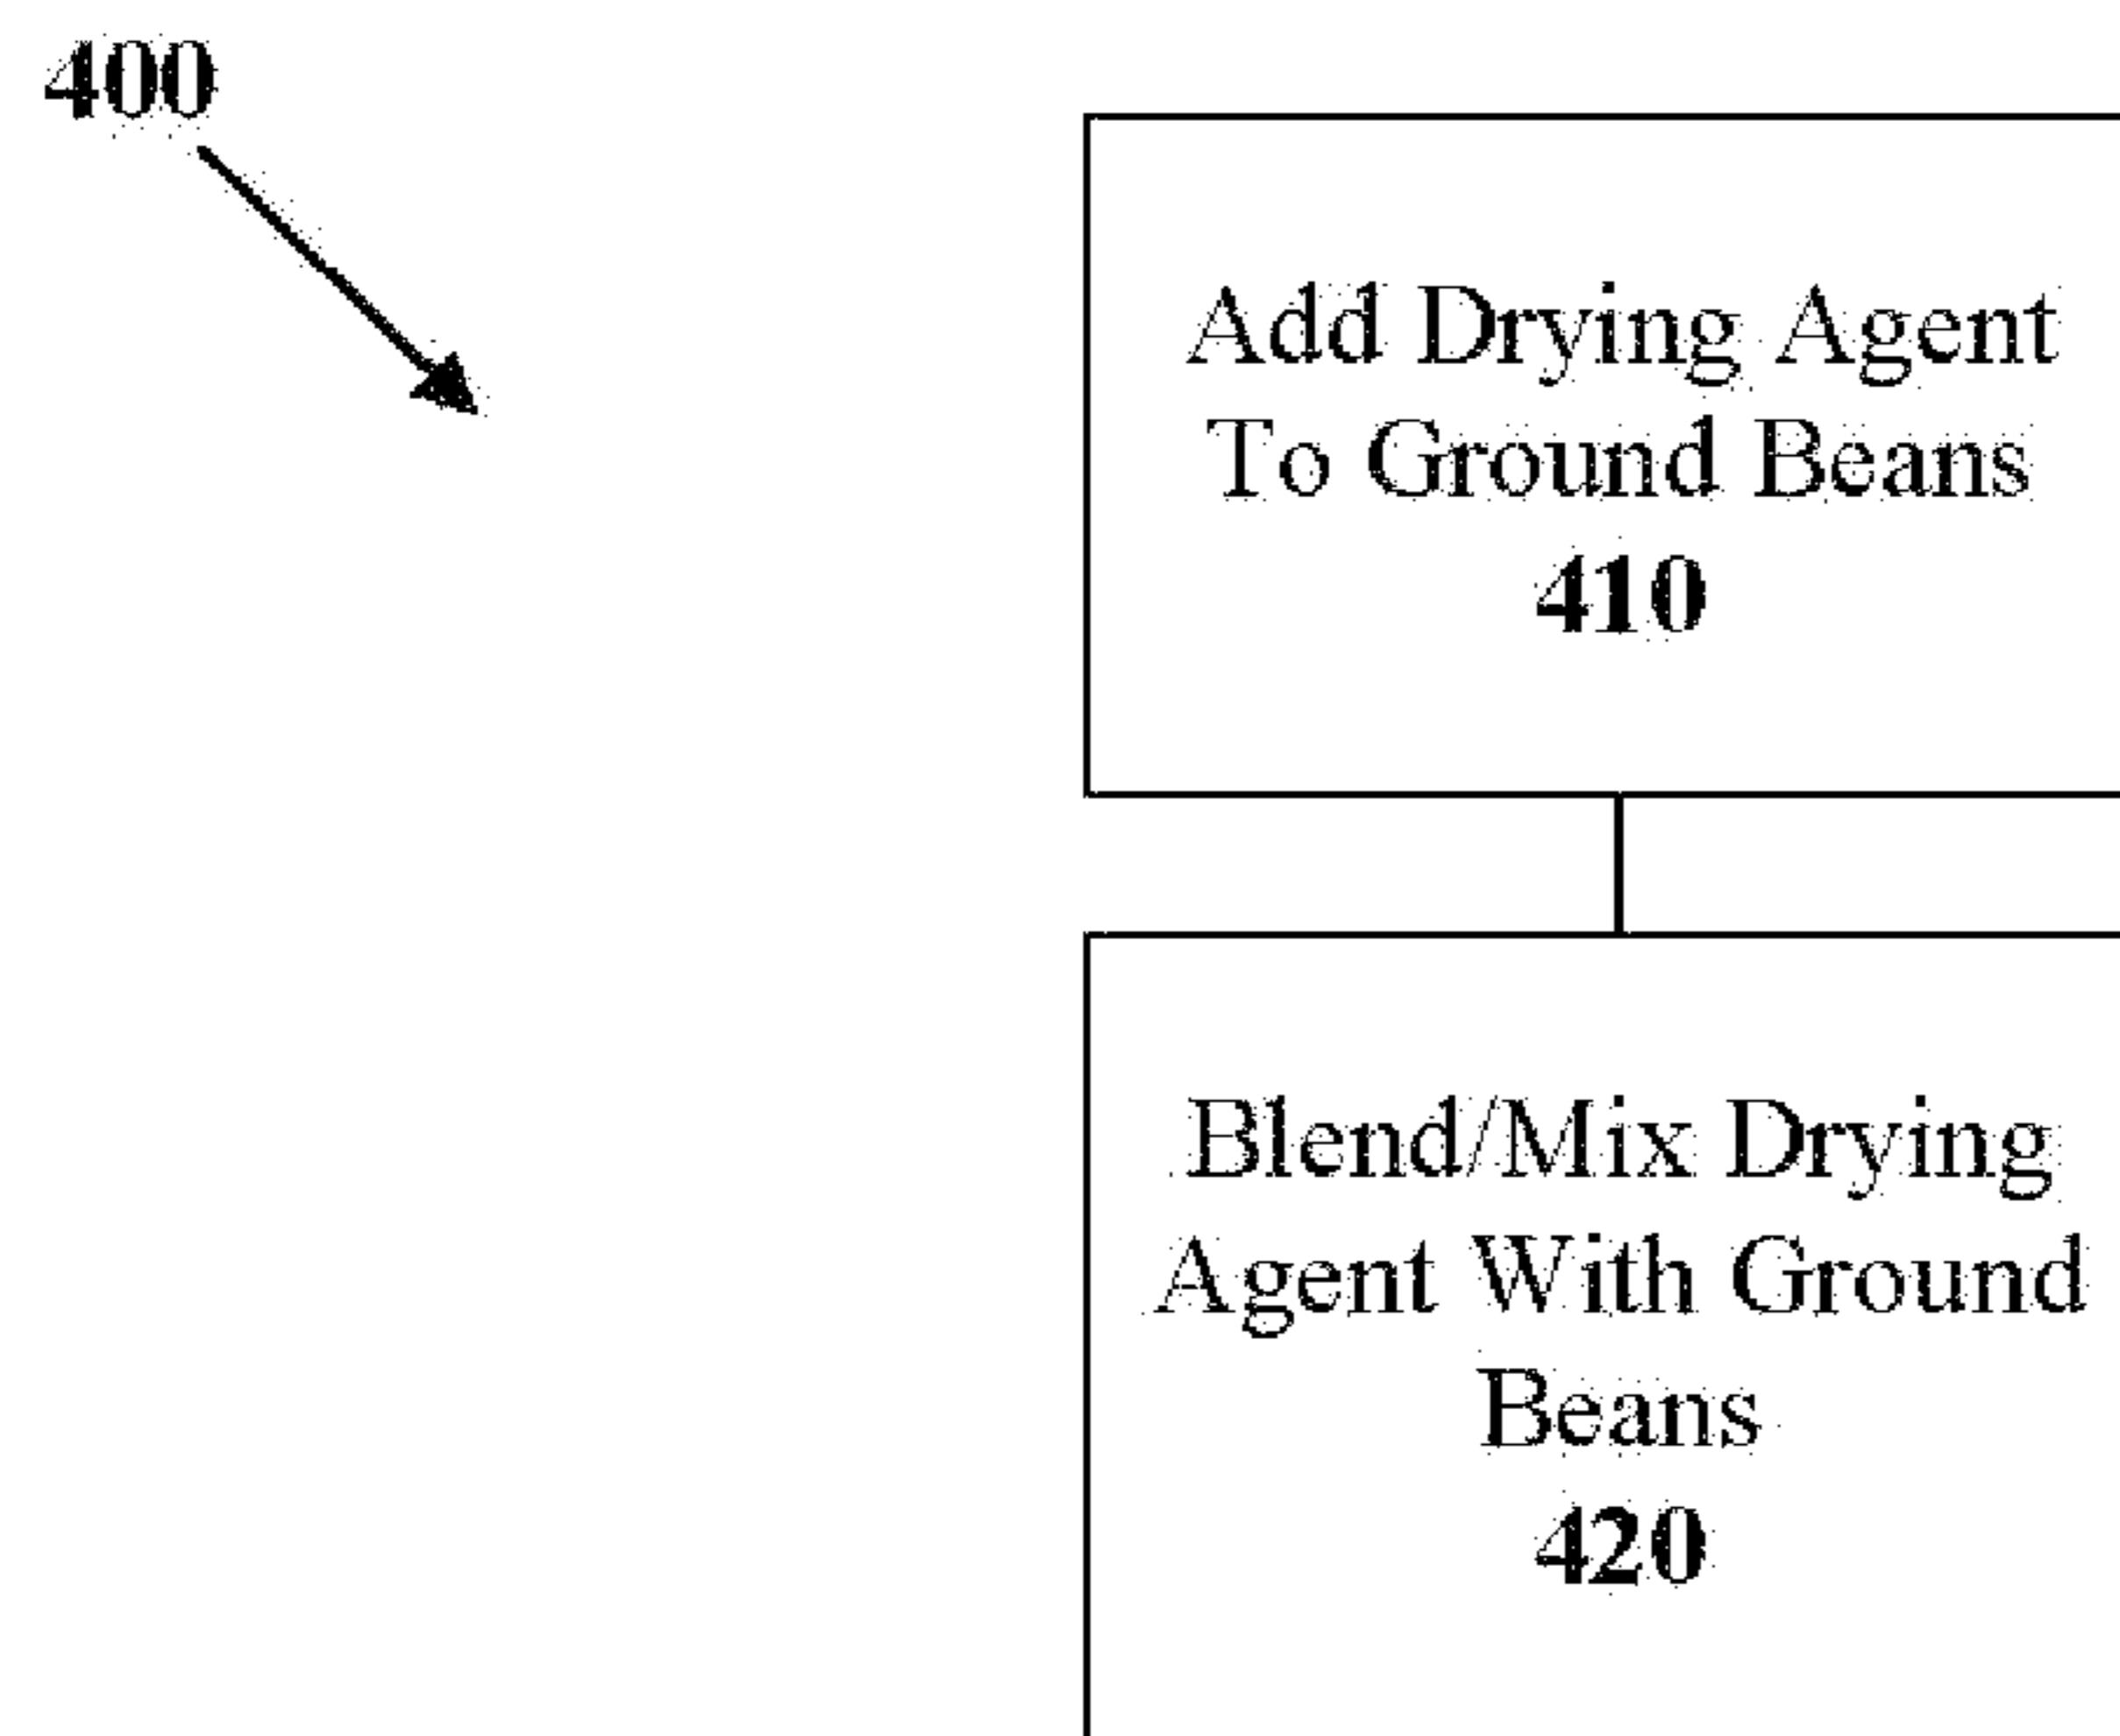 400
Add Drying Agent
To Ground Beans
410
Blend/Mix Drying
Agent With Ground
Beans
420